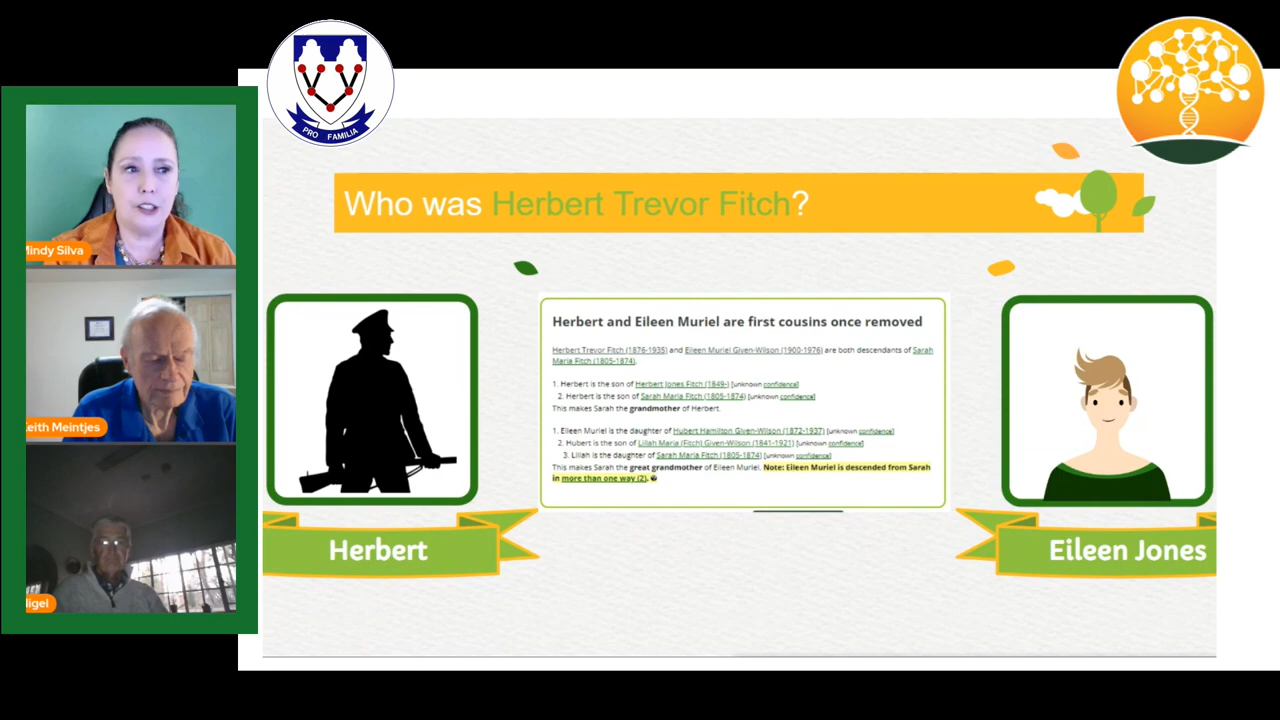 PRO FAMILIA
Who was Herbert Trevor Fitch?
Mindy Silva
Keith Meintjes
Nigel
Herbert and Eileen Muriel are first cousins once removed
Herbert Trevor Fitch (1876-1935) and Eileen Muriel Given-Wilson (1900-1976) are both descendants of Sarah
Maria Fitch (1805-1874).
1. Herbert is the son of Herbert Jones Fitch (1849-) [unknown confidence]
2. Herbert is the son of Sarah Maria Fitch (1805-1874) [unknown confidence]
This makes Sarah the grandmother of Herbert.
1. Eileen Muriel is the daughter of Hubert Hamilton Given-Wilson (1872-1937) [unknown confidence]
2. Hubert is the son of Lillah Maria (Fitch) Given-Wilson (1841-1921) [unknown confidence]
3. Lillah is the daughter of Sarah Maria Fitch (1805-1874) [unknown confidence]
This makes Sarah the great grandmother of Eileen Muriel. Note: Eileen Muriel is descended from Sarah
in more than one way (2).
Herbert
Eileen Jones